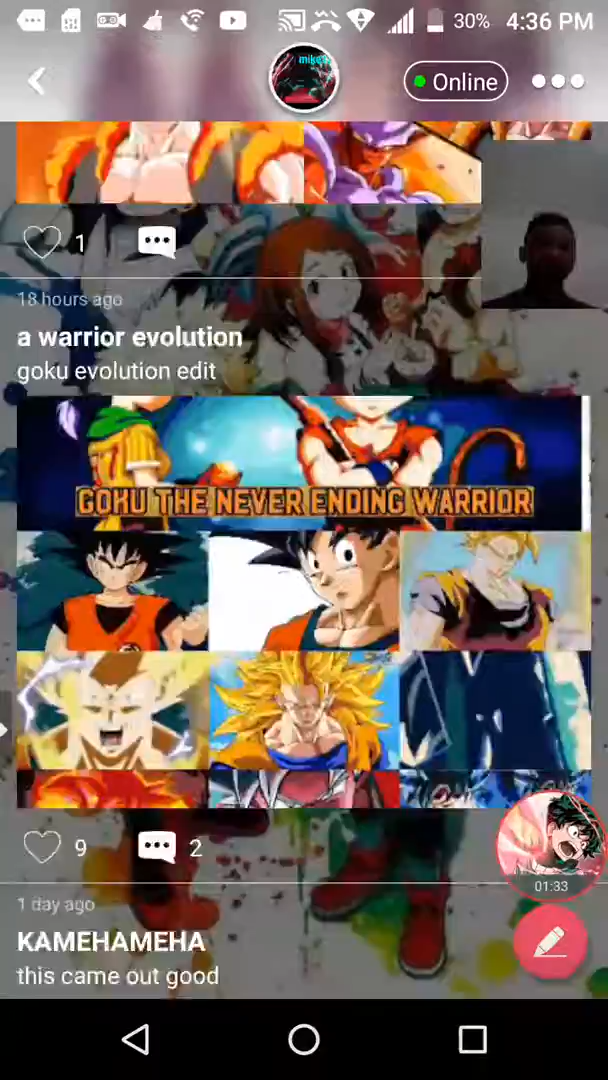 30% 4:36 PM
mikes
Online
1
18 hours ago
a warrior evolution
goku evolution edit
GOKU THE NEVER ENDING WARRIOR
9
2
01:33
1 day ago
KAMEHAMEHA
this came out good